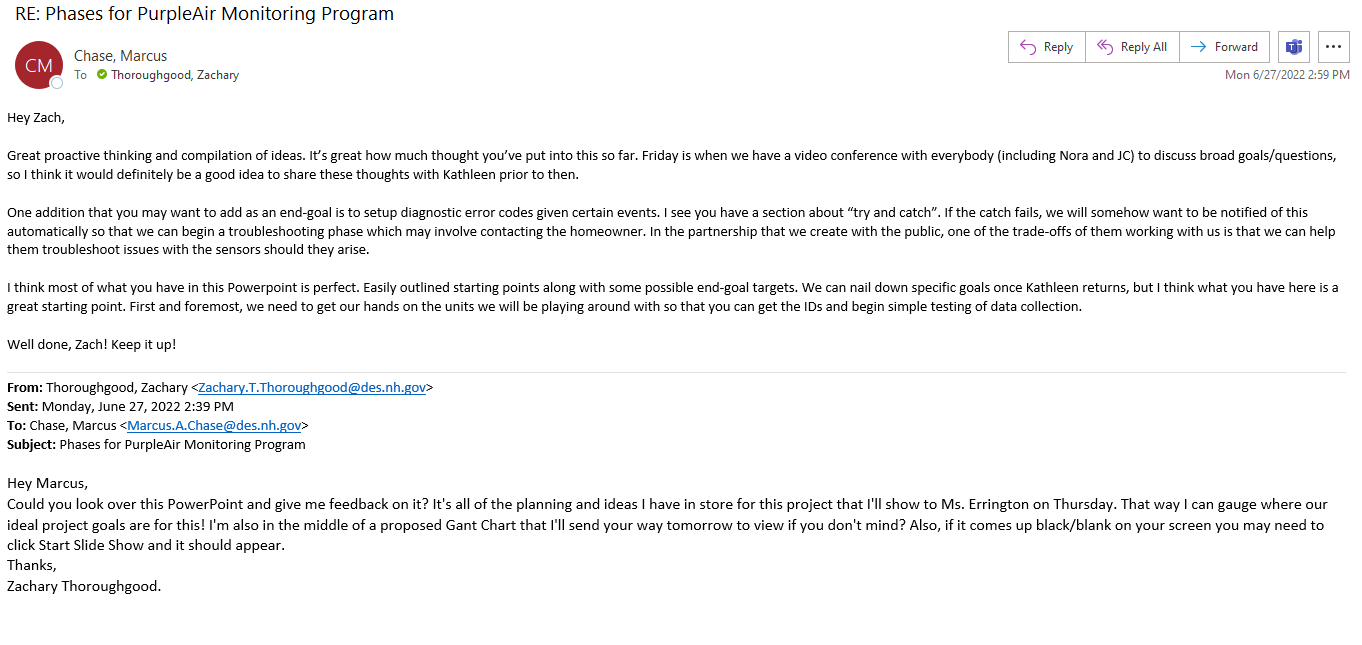 RE: Phases for PurpleAir Monitoring Program
CM
Chase, Marcus
To Thoroughgood, Zachary
Reply
Reply All
Forward
Mon 6/27/2022 2:59 PM
Hey Zach,
Great proactive thinking and compilation of ideas. It’s great how much thought you’ve put into this so far. Friday is when we have a video conference with everybody (including Nora and JC) to discuss broad goals/questions,
so I think it would definitely be a good idea to share these thoughts with Kathleen prior to then.
One addition that you may want to add as an end-goal is to setup diagnostic error codes given certain events. I see you have a section about “try and catch”. If the catch fails, we will somehow want to be notified of this
automatically so that we can begin a troubleshooting phase which may involve contacting the homeowner. In the partnership that we create with the public, one of the trade-offs of them working with us is that we can help
them troubleshoot issues with the sensors should they arise.
I think most of what you have in this Powerpoint is perfect. Easily outlined starting points along with some possible end-goal targets. We can nail down specific goals once Kathleen returns, but I think what you have here is a
great starting point. First and foremost, we need to get our hands on the units we will be playing around with so that you can get the IDs and begin simple testing of data collection.
Well done, Zach! Keep it up!
From: Thoroughgood, Zachary <Zachary.T.Thoroughgood@des.nh.gov>
Sent: Monday, June 27, 2022 2:39 PM
To: Chase, Marcus <Marcus.A.Chase@des.nh.gov>
Subject: Phases for PurpleAir Monitoring Program
Hey Marcus,
Could you look over this PowerPoint and give me feedback on it? It's all of the planning and ideas I have in store for this project that I'll show to Ms. Errington on Thursday. That way I can gauge where our
ideal project goals are for this! I'm also in the middle of a proposed Gant Chart that I'll send your way tomorrow to view if you don't mind? Also, if it comes up black/blank on your screen you may need to
click Start Slide Show and it should appear.
Thanks,
Zachary Thoroughgood.